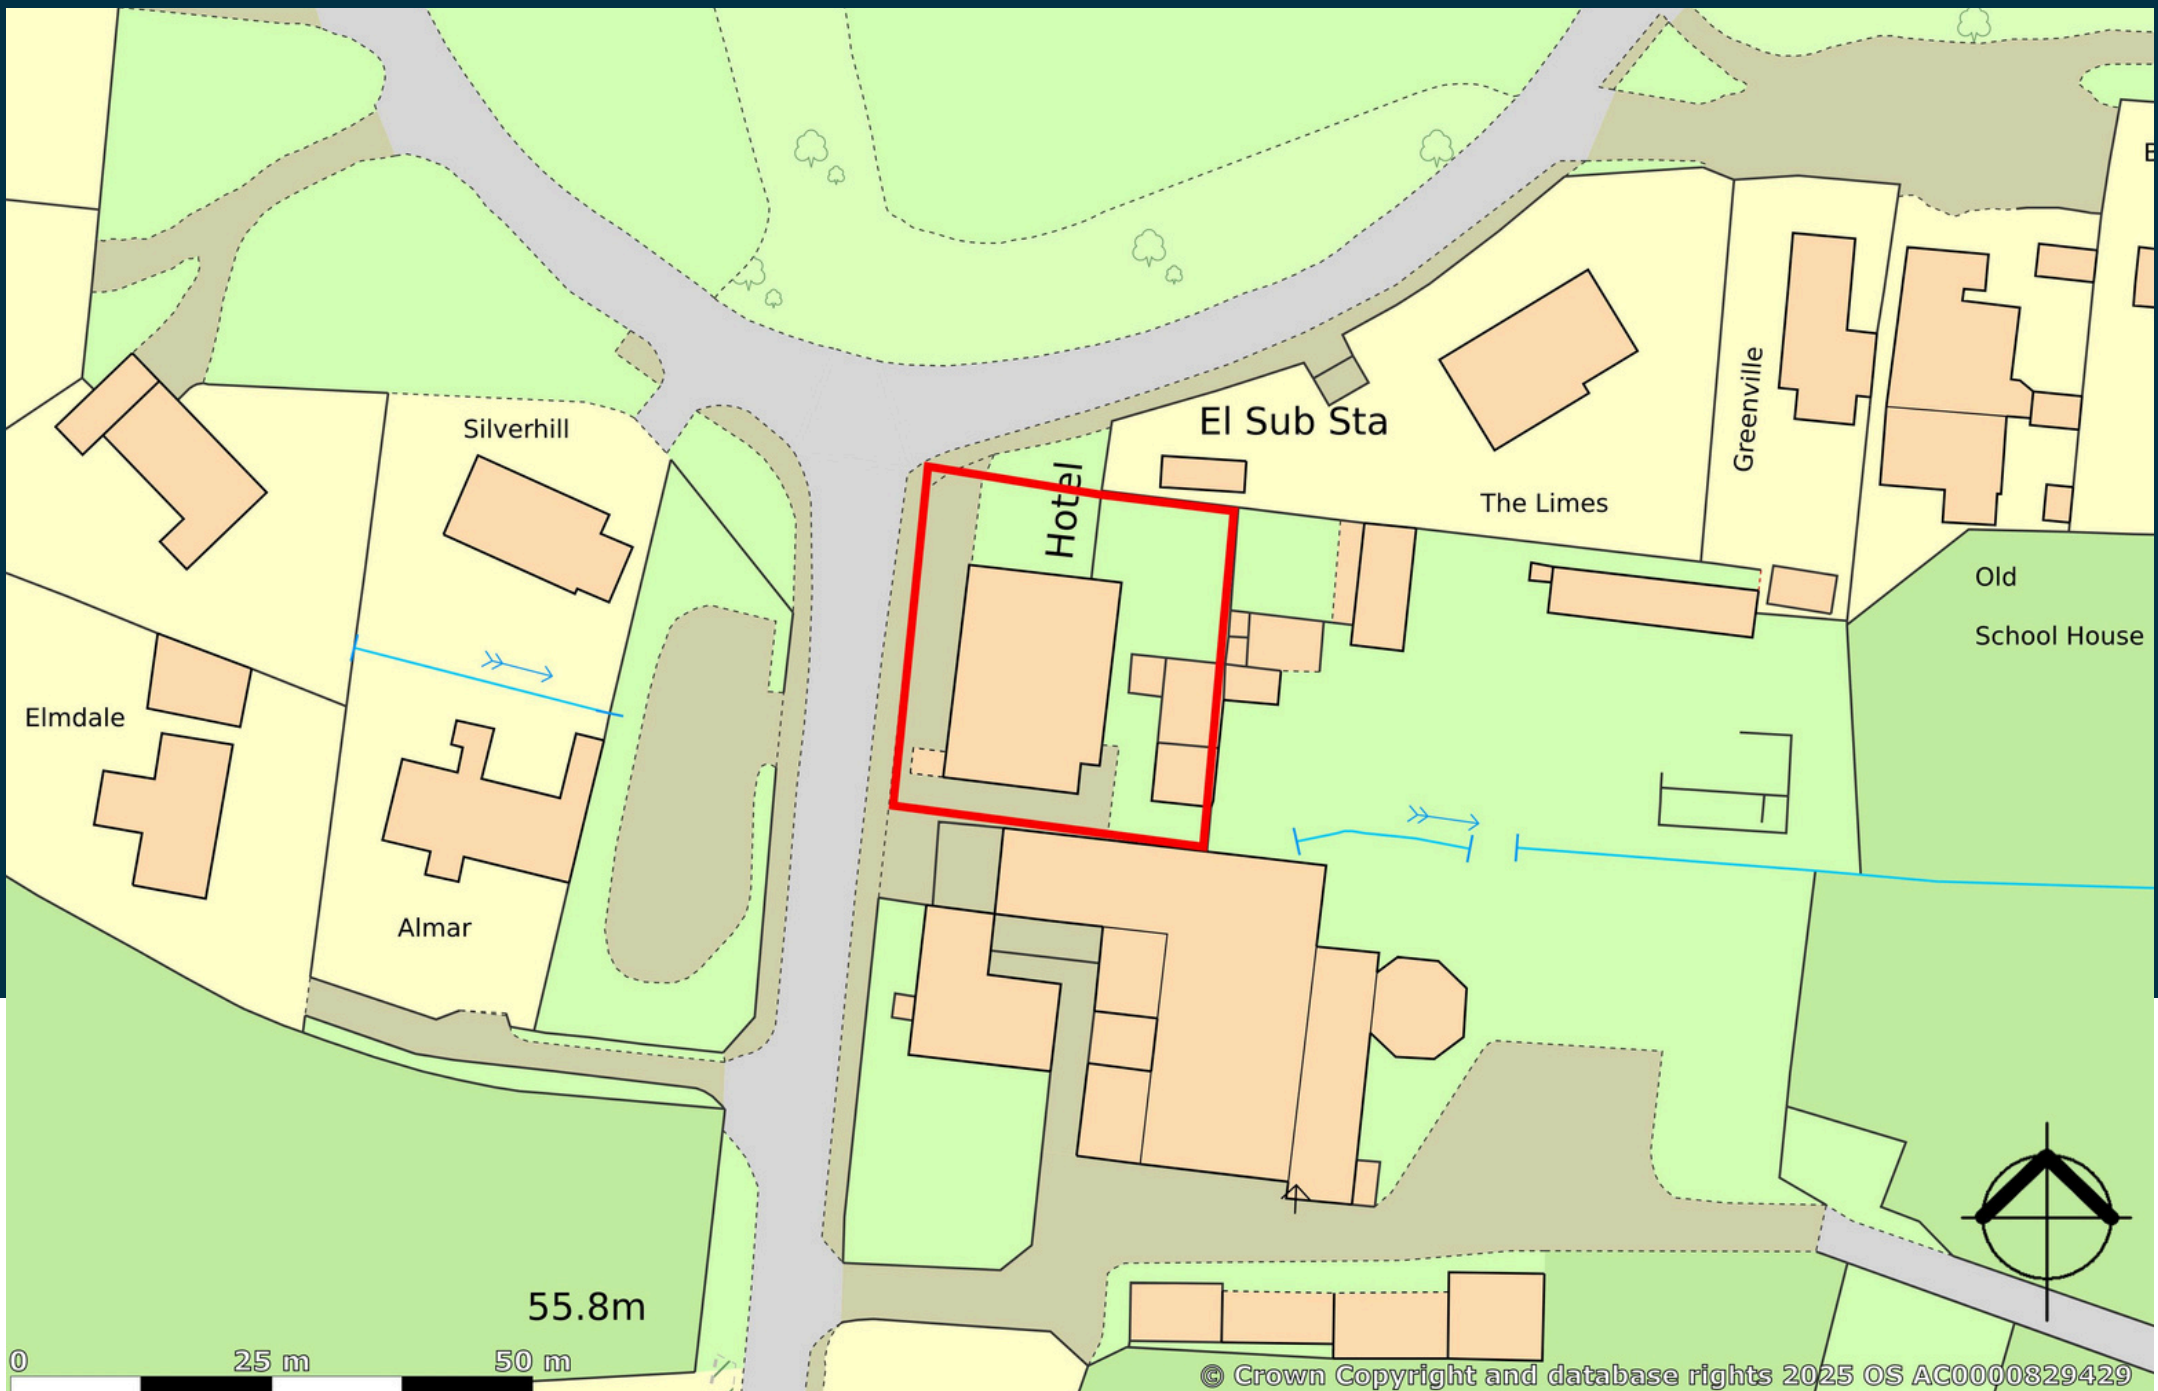 Silverhill
El Sub Sta
Greenville
Hotel
The Limes
Old
School House
Elmdale
Almar
55.8m
0 25 m 50 m
© Crown Copyright and database rights 2025 OS AC0000829429